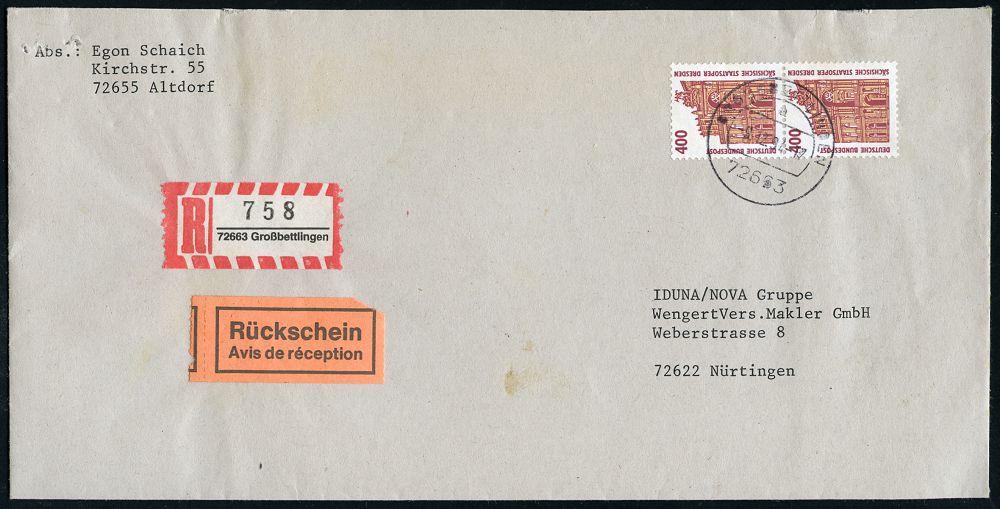 Abs.: Egon Schaich
Kirchstr. 55
72655 Altdorf
SÄCHSISCHE STAATSOPER DRESDEN
400
DEUTSCHE BUNDESPOST
SÄCHSISCHE STAATSOPER DRESDEN
400
DEUTSCHE BUNDESPOST
72663
R
758
72663 Großbettlingen
Rückschein
Avis de réception
IDUNA/NOVA Gruppe
WengertVers.Makler GmbH
Weberstrasse 8
72622 Nürtingen